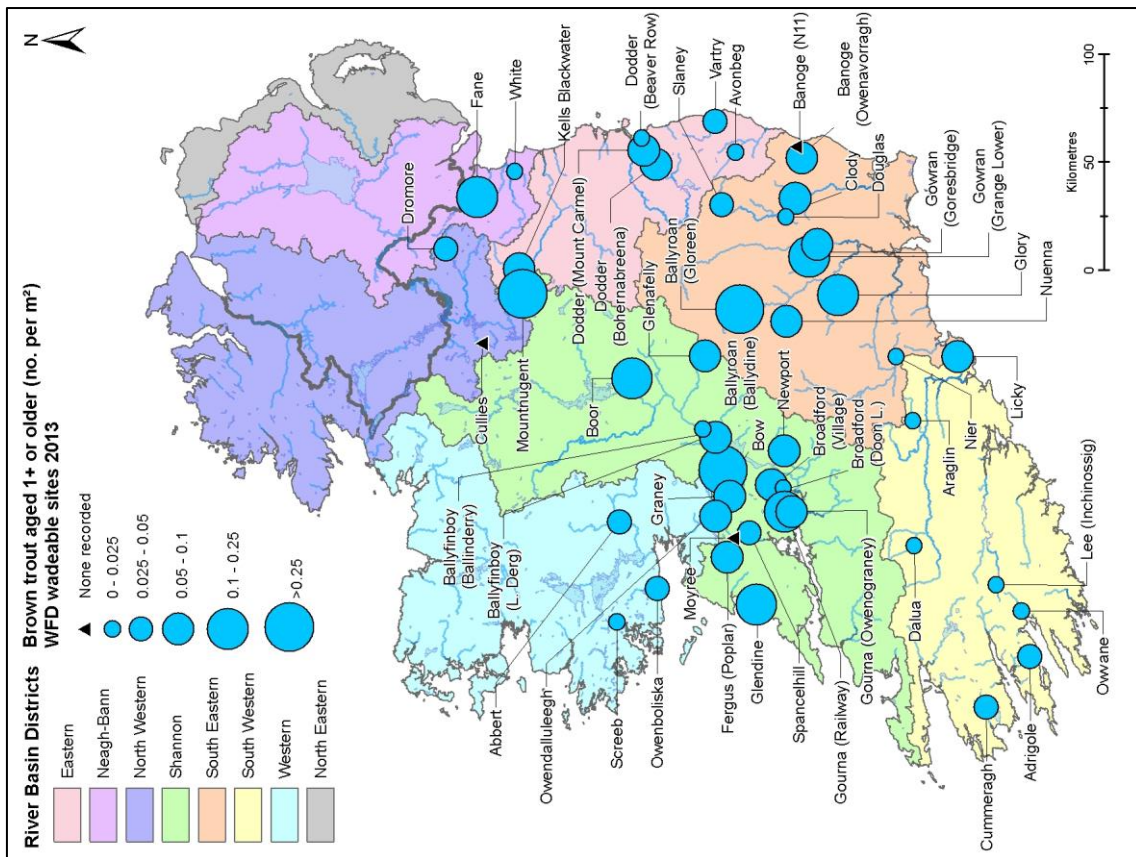 River Basin Districts
Eastern
Neagh-Bann
North Western
Shannon
South Eastern
South Western
Western
North Eastern
Brown trout aged 1+ or older (no. per m²)
WFD wadeable sites 2013
None recorded
0 - 0.025
0.025 - 0.05
0.05 - 0.1
0.1 - 0.25
>0.25
N
Dromore
Fane
White
Kells Blackwater
Cullies
Mountnugent
Dodder (Mount Carmel)
Dodder
(Bohernabreena)
Dodder
(Beaver Row)
Slaney
Vartry
Avonbeg
Glenafelly
Ballyroan
(Gloreen)
Bor
Ballyfinboy
(Ballinderry)
Ballyfinboy
(L. Derg)
Abbert
Owendalluleegh
Screeb
Owenboliska
Graney
Moyree
Fergus (Poplar)
Glendine
Spancelhill
Gourna (Railway)
Gourna (Owenograney)
Ballyroan
(Ballydine)
Bow
Newport
Broadford
(Village)
Broadford
(Doon L.)
Banoge (N11)
Banoge
(Owenavorragh)
Clody
Douglas
Gowran
(Goresbridge)
Gowran
(Grange Lower)
Glory
Nuenna
Licky
Nier
Araglin
Dalua
Lee (Inchinossig)
Owvane
Adrigole
Cummeragh
0
50
100
Kilometres